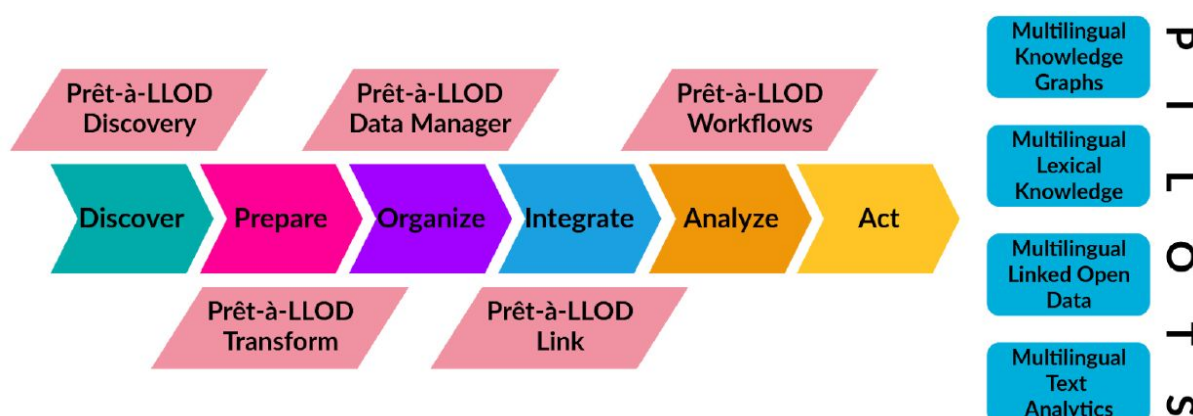 Prêt-à-LLOD
Discovery
Prêt-à-LLOD
Data Manager
Prêt-à-LLOD
Workflows
Discover
Prepare
Organize
Integrate
Analyze
Act
Prêt-à-LLOD
Transform
Prêt-à-LLOD
Link
Multilingual
Knowledge
Graphs
Multilingual
Lexical
Knowledge
Multilingual
Linked Open
Data
Multilingual
Text
Analytics
PILOTS